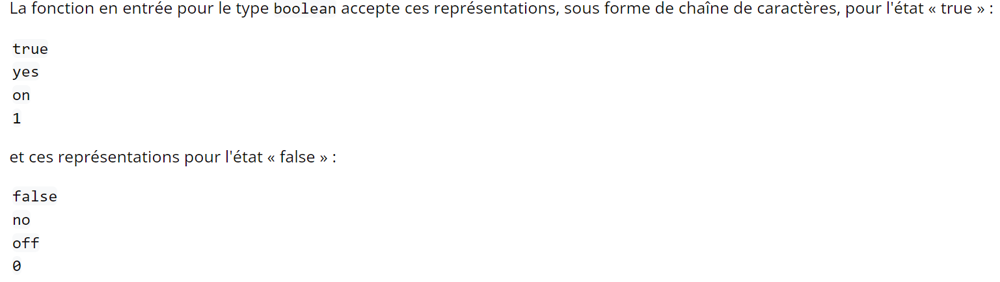 La fonction en entrée pour le type boolean accepte ces représentations, sous forme de chaîne de caractères, pour l'état « true » :
true
yes
on
1
et ces représentations pour l'état « false » :
false
no
off
0